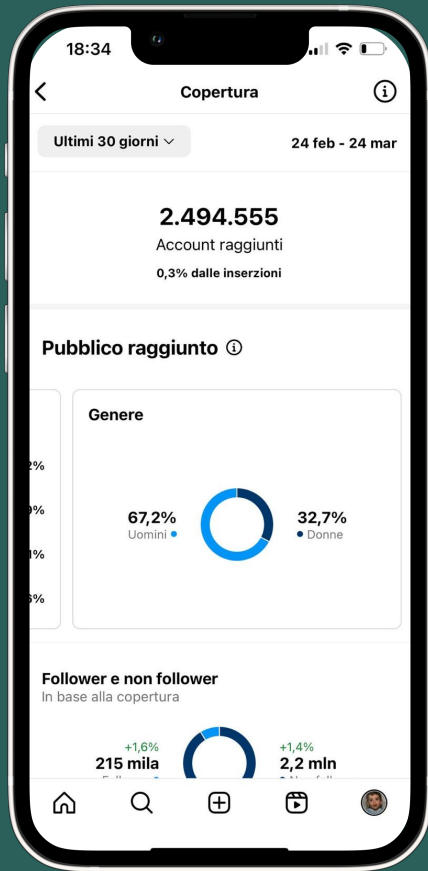 18:34
Copertura
Ultimi 30 giorni
24 feb - 24 mar
2.494.555
Account raggiunti
0,3% dalle inserzioni
Pubblico raggiunto
Genere
67,2%
Uomini
32,7%
Donne
Follower e non follower
In base alla copertura
+1,6%
215 mila
+1,4%
2,2 mln